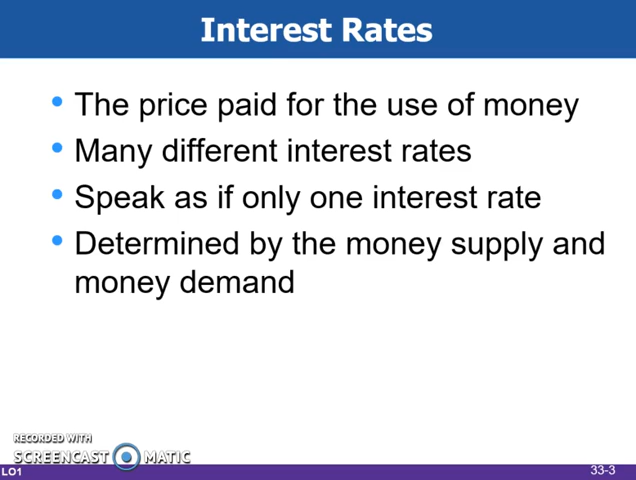 Interest Rates
• The price paid for the use of money
• Many different interest rates
• Speak as if only one interest rate
• Determined by the money supply and
money demand
RECORDED WITH
SCREENCAST MATIC
LO1
33-3